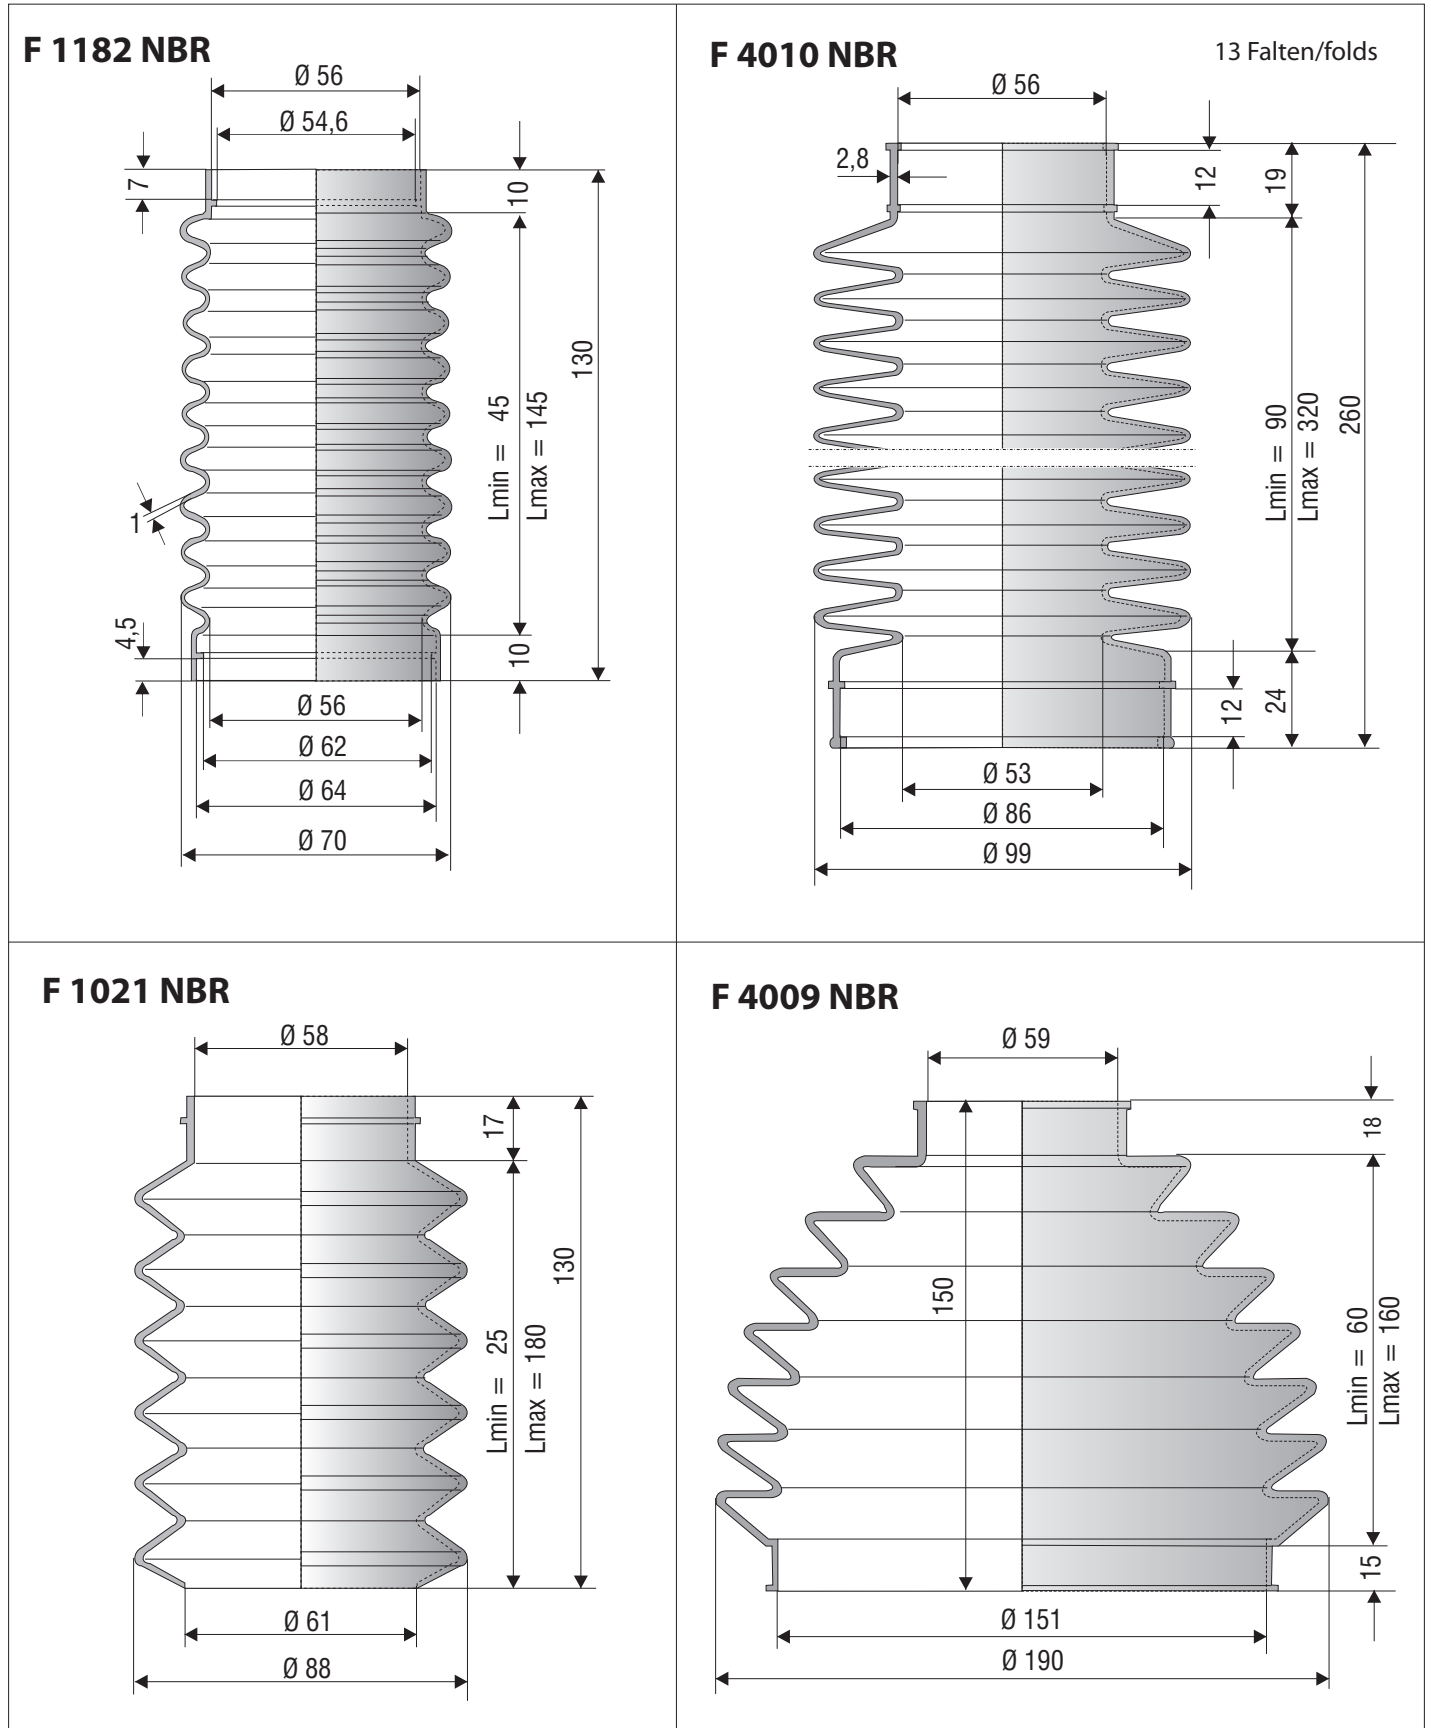 F 1182 NBR
Ø 56
Ø 54,6
7
10
130
Lmin = 45
Lmax = 145
1
4,5
10
Ø 56
Ø 62
Ø 64
Ø 70
F 4010 NBR
13 Falten/folds
Ø 56
2,8
12
19
Lmin = 90
Lmax = 320
260
12
24
Ø 53
Ø 86
Ø 99
F 1021 NBR
Ø 58
17
130
Lmin = 25
Lmax = 180
Ø 61
Ø 88
F 4009 NBR
Ø 59
18
150
Lmin = 60
Lmax = 160
15
Ø 151
Ø 190